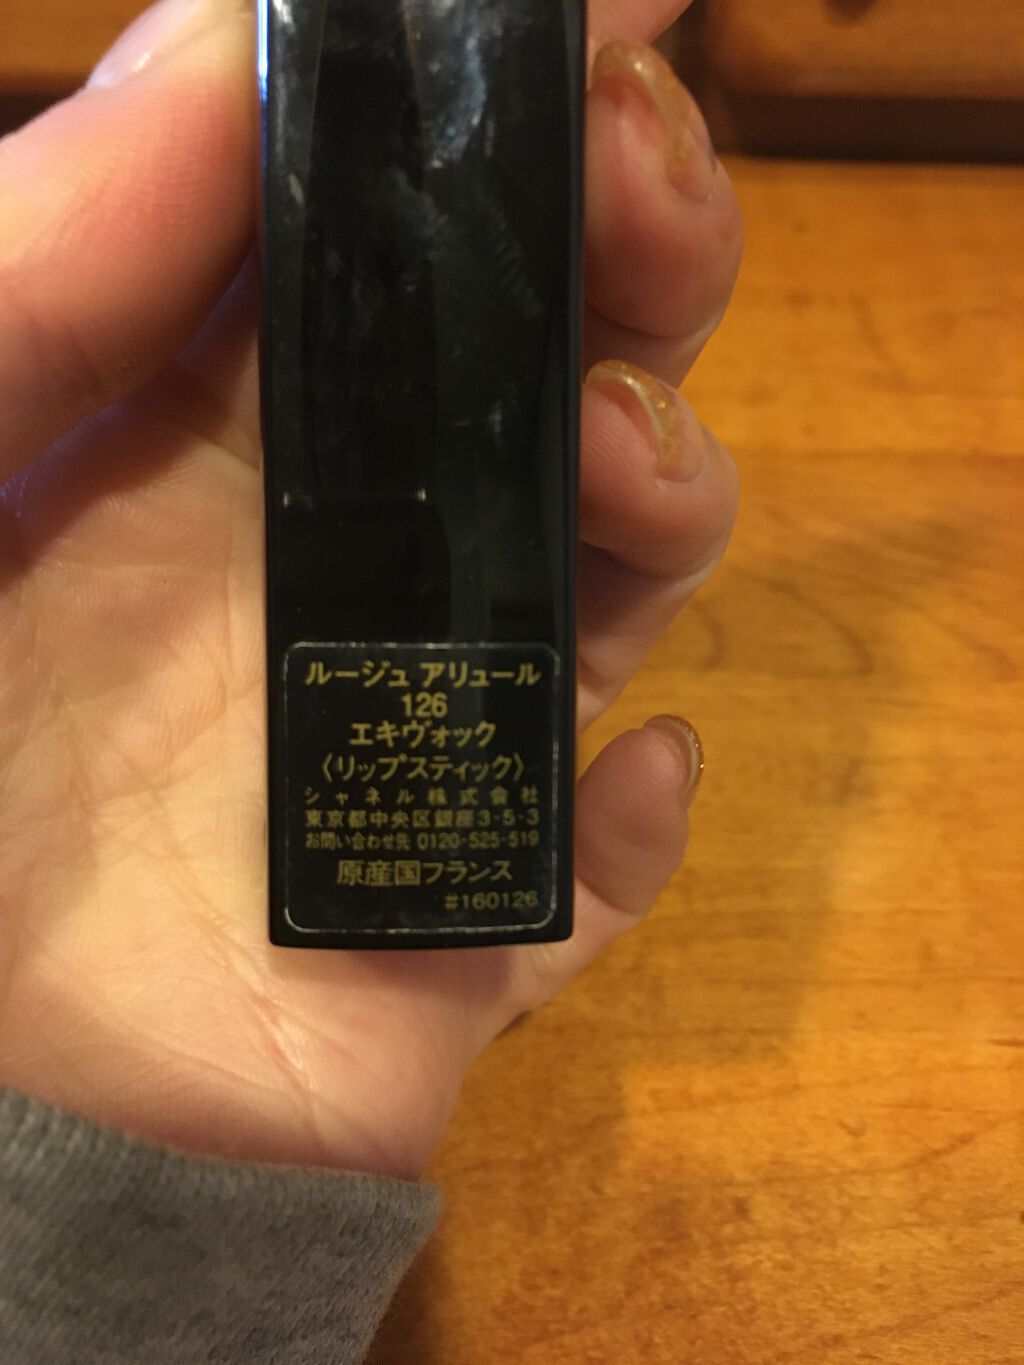 ルージュ アリュール
126
エキヴォック
〈リップスティック〉
シャネル株式会社
東京都中央区銀座3-5-3
お問い合わせ先 0120-525-519
原産国フランス
#160126